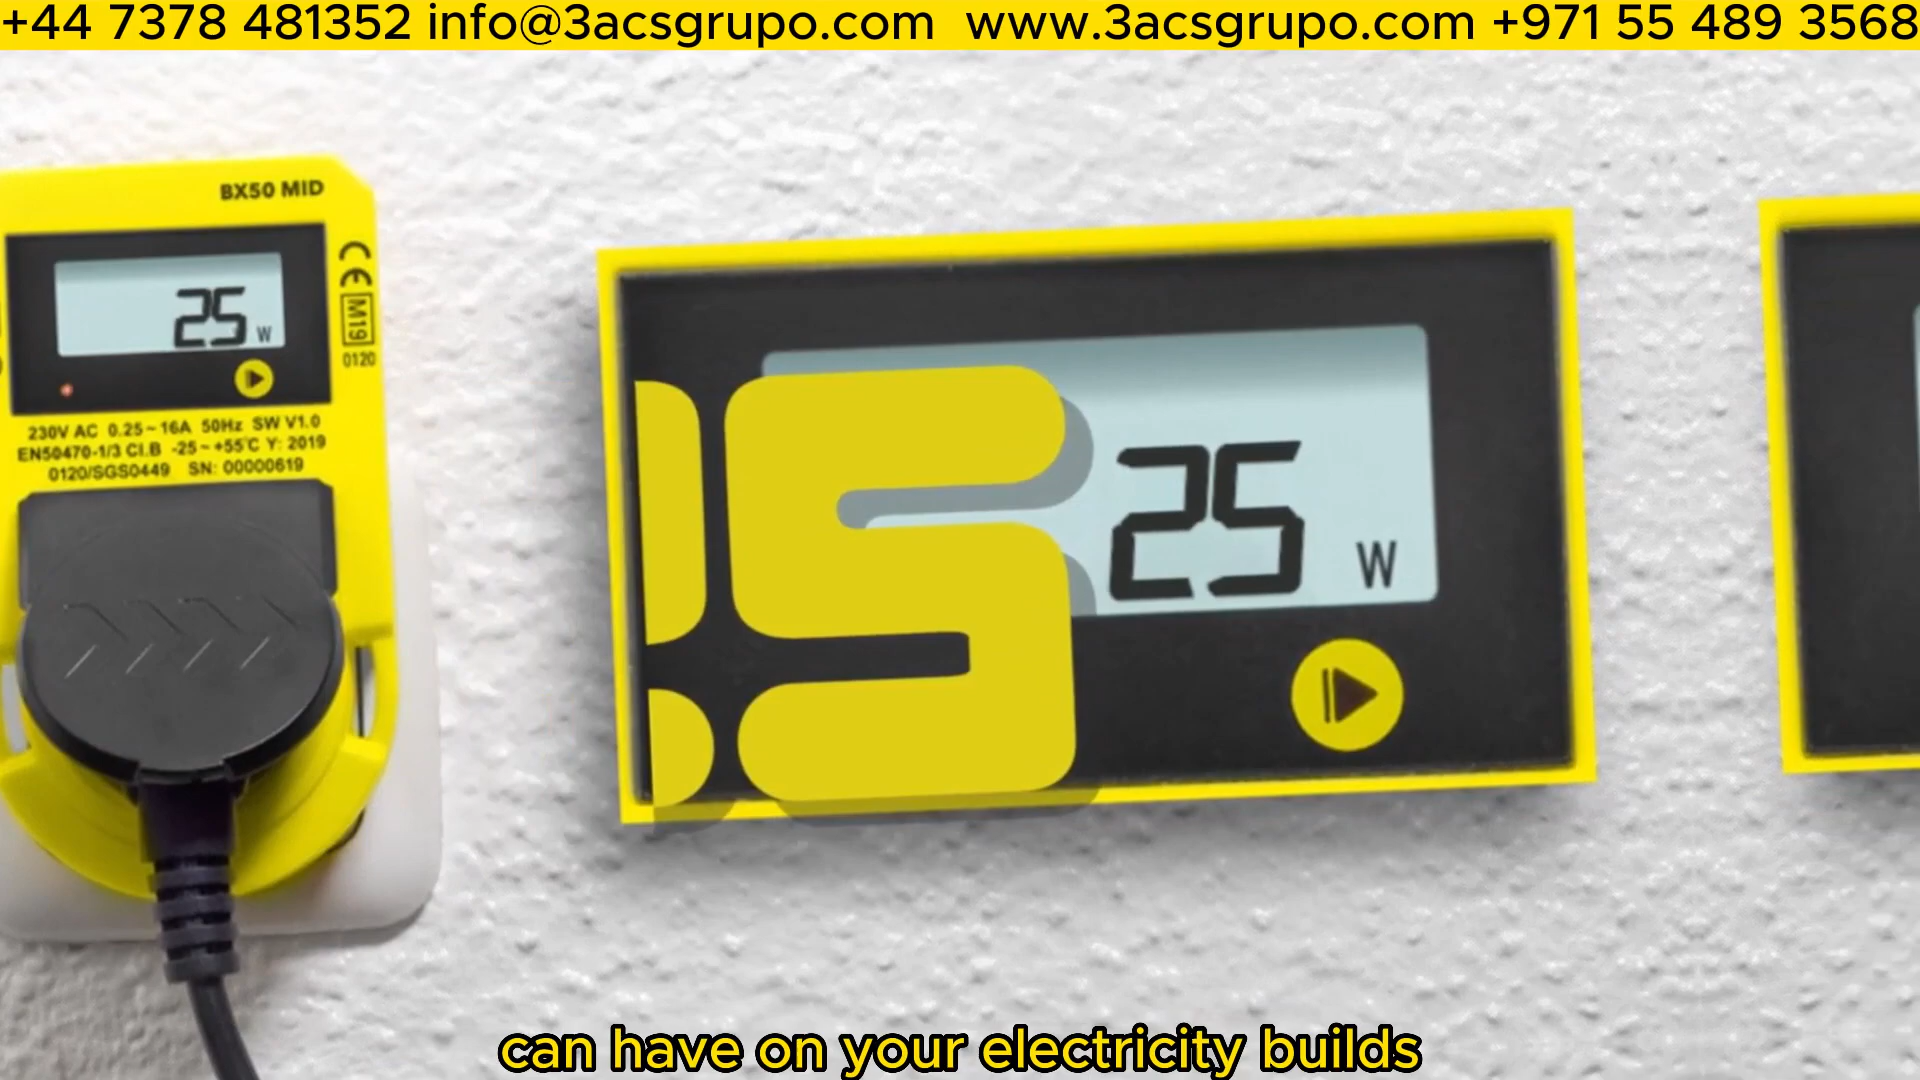 +44 7378 481352 info@3acsgrupo.com www.3acsgrupo.com +971 55 489 3568
BX50 MID
25 W
CE M19 0120
230V AC 0.25~16A 50Hz SW V1.0
EN50470-1/3 Cl.B -25~+55°C Y: 2019
0120/SGS0449 SN: 00000619
25 W
can have on your electricity builds